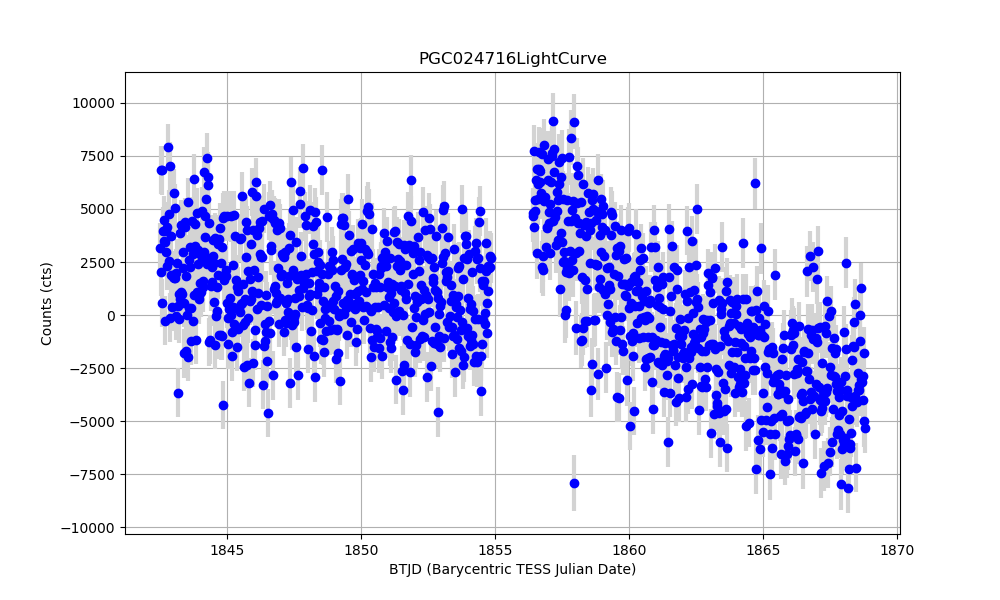 PGC024716LightCurve
10000
7500
5000
2500
0
−2500
−5000
−7500
−10000
Counts (cts)
1845 1850 1855 1860 1865 1870
BTJD (Barycentric TESS Julian Date)